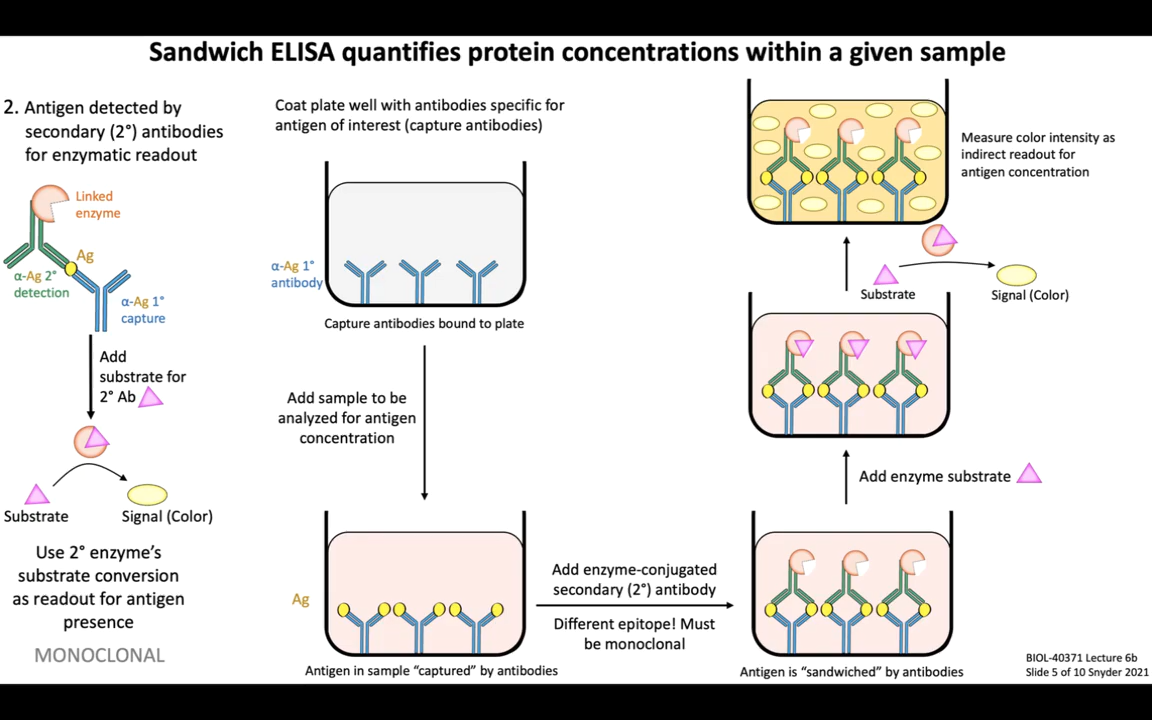 Sandwich ELISA quantifies protein concentrations within a given sample
2. Antigen detected by
secondary (2°) antibodies
for enzymatic readout
Linked
enzyme
Ag
α-Ag 2°
detection
α-Ag 1°
capture
Add
substrate for
2° Ab
Substrate
Signal (Color)
Use 2° enzyme’s
substrate conversion
as readout for antigen
presence
MONOCLONAL
Coat plate well with antibodies specific for
antigen of interest (capture antibodies)
α-Ag 1°
antibody
Capture antibodies bound to plate
Add sample to be
analyzed for antigen
concentration
Ag
Antigen in sample “captured” by antibodies
Add enzyme-conjugated
secondary (2°) antibody
Different epitope! Must
be monoclonal
Antigen is “sandwiched” by antibodies
Add enzyme substrate
Substrate
Signal (Color)
Measure color intensity as
indirect readout for
antigen concentration
BIOL-40371 Lecture 6b
Slide 5 of 10 Snyder 2021